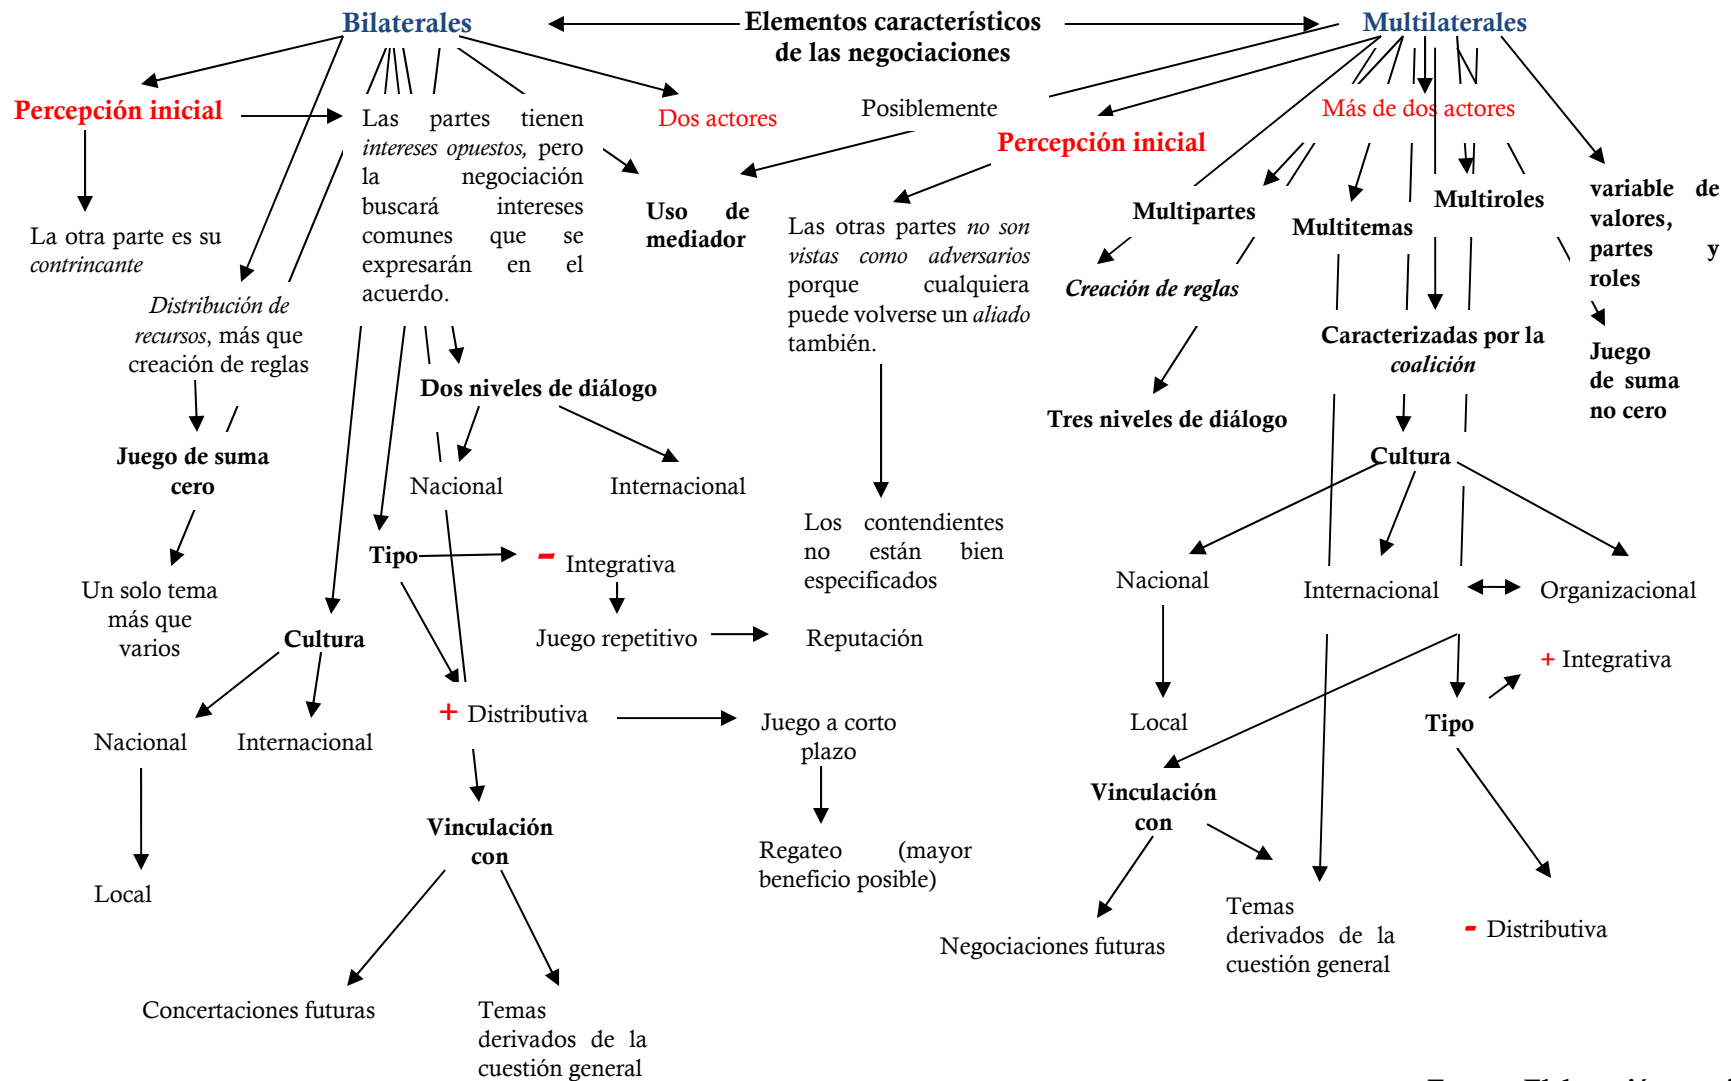 Elementos característicos
de las negociaciones
Bilaterales
Percepción inicial
La otra parte es su
contrincante
Las partes tienen
intereses opuestos, pero
la negociación
buscará intereses
comunes que se
expresarán en el
acuerdo.
Dos actores
Uso de
mediador
Distribución de
recursos, más que
creación de reglas
Juego de suma
cero
Un solo tema
más que
varios
Dos niveles de diálogo
Nacional
Internacional
Tipo
- Integrativa
Juego repetitivo
Reputación
+ Distributiva
Juego a corto
plazo
Regateo (mayor
beneficio posible)
Cultura
Nacional
Internacional
Local
Vinculación
con
Concertaciones futuras
Temas
derivados de la
cuestión general
Multilaterales
Posiblemente
Percepción inicial
Las otras partes no son
vistas como adversarios
porque cualquiera
puede volverse un aliado
también.
Los contendientes
no están bien
especificados
Más de dos actores
Multipartes
Multitemas
Multiroles
variable de
valores,
partes y
roles
Creación de reglas
Caracterizadas por la
coalición
Juego
de suma
no cero
Tres niveles de diálogo
Cultura
Nacional
Internacional
Organizacional
Local
Tipo
+ Integrativa
- Distributiva
Vinculación
con
Negociaciones futuras
Temas
derivados de la
cuestión general